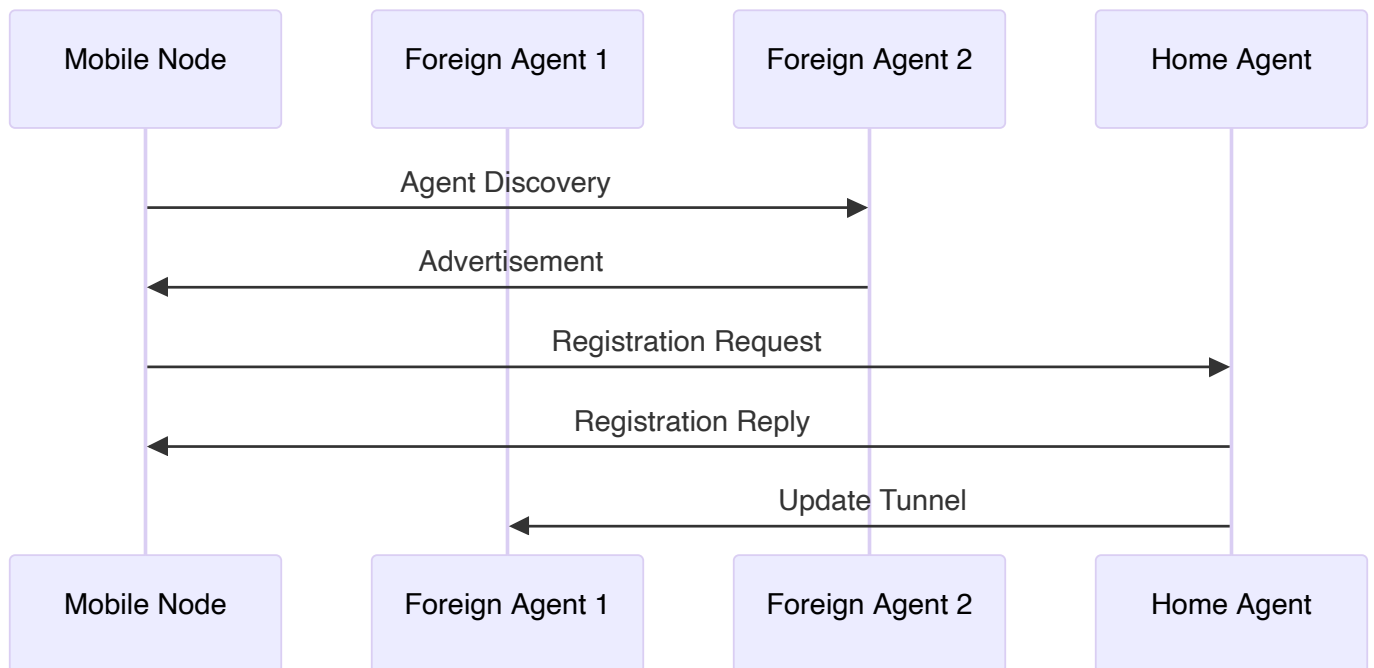 Mobile Node
Foreign Agent 1
Foreign Agent 2
Home Agent
Agent Discovery
Advertisement
Registration Request
Registration Reply
Update Tunnel
Mobile Node
Foreign Agent 1
Foreign Agent 2
Home Agent